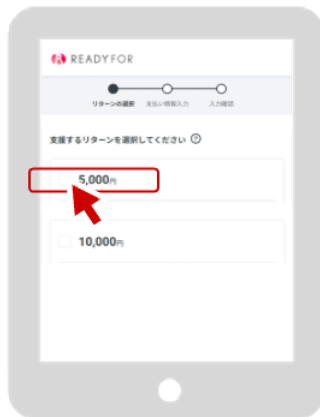 READYFOR
リターンの選択 支払い情報入力 入力確認
支援するリターンを選択してください ?
5,000円
10,000円